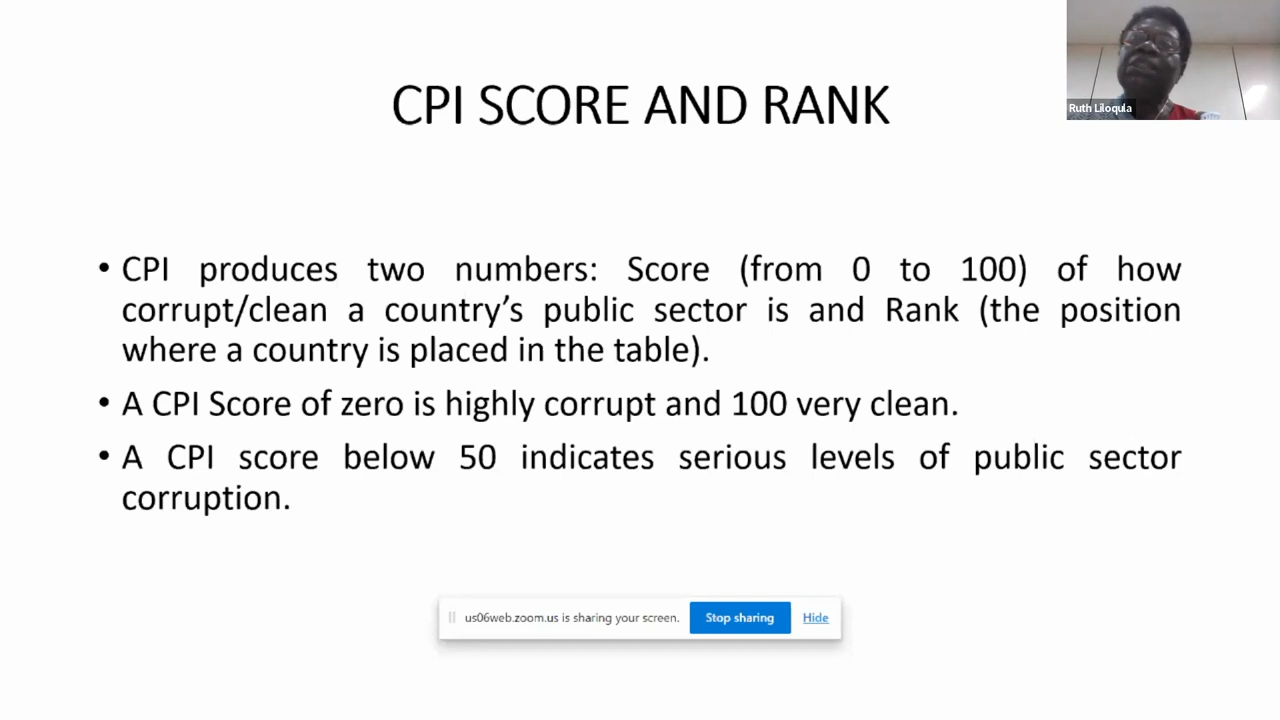 CPI SCORE AND RANK
Ruth Liloqula
• CPI produces two numbers: Score (from 0 to 100) of how
corrupt/clean a country’s public sector is and Rank (the position
where a country is placed in the table).
• A CPI Score of zero is highly corrupt and 100 very clean.
• A CPI score below 50 indicates serious levels of public sector
corruption.
us06web.zoom.us is sharing your screen. Stop sharing Hide